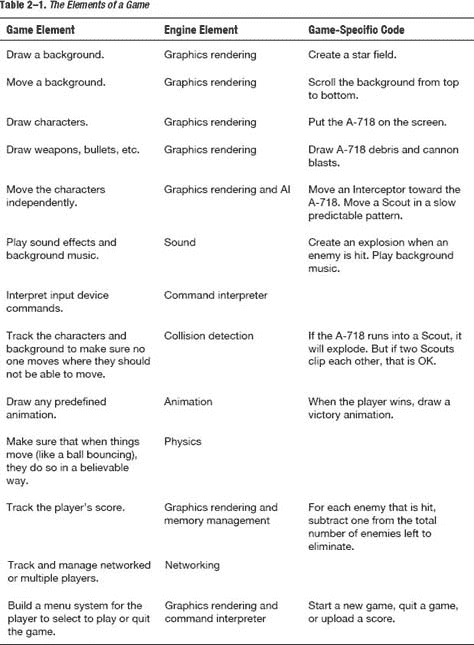 Table 2–1. The Elements of a Game
Game Element Engine Element Game-Specific Code
Draw a background. Graphics rendering Create a star field.
Move a background. Graphics rendering Scroll the background from top
to bottom.
Draw characters. Graphics rendering Put the A-718 on the screen.
Draw weapons, bullets, etc. Graphics rendering Draw A-718 debris and cannon
blasts.
Move the characters Graphics rendering and AI Move an Interceptor toward the
independently. A-718. Move a Scout in a slow
predictable pattern.
Play sound effects and Sound Create an explosion when an
background music. enemy is hit. Play background
music.
Interpret input device Command interpreter
commands.
Track the characters and Collision detection If the A-718 runs into a Scout, it
background to make sure no will explode. But if two Scouts
one moves where they should clip each other, that is OK.
not be able to move.
Draw any predefined Animation When the player wins, draw a
animation. victory animation.
Make sure that when things Physics
move (like a ball bouncing),
they do so in a believable
way.
Track the player’s score. Graphics rendering and For each enemy that is hit,
memory management subtract one from the total
number of enemies left to
eliminate.
Track and manage networked Networking
or multiple players.
Build a menu system for the Graphics rendering and Start a new game, quit a game,
player to select to play or quit command interpreter or upload a score.
the game.